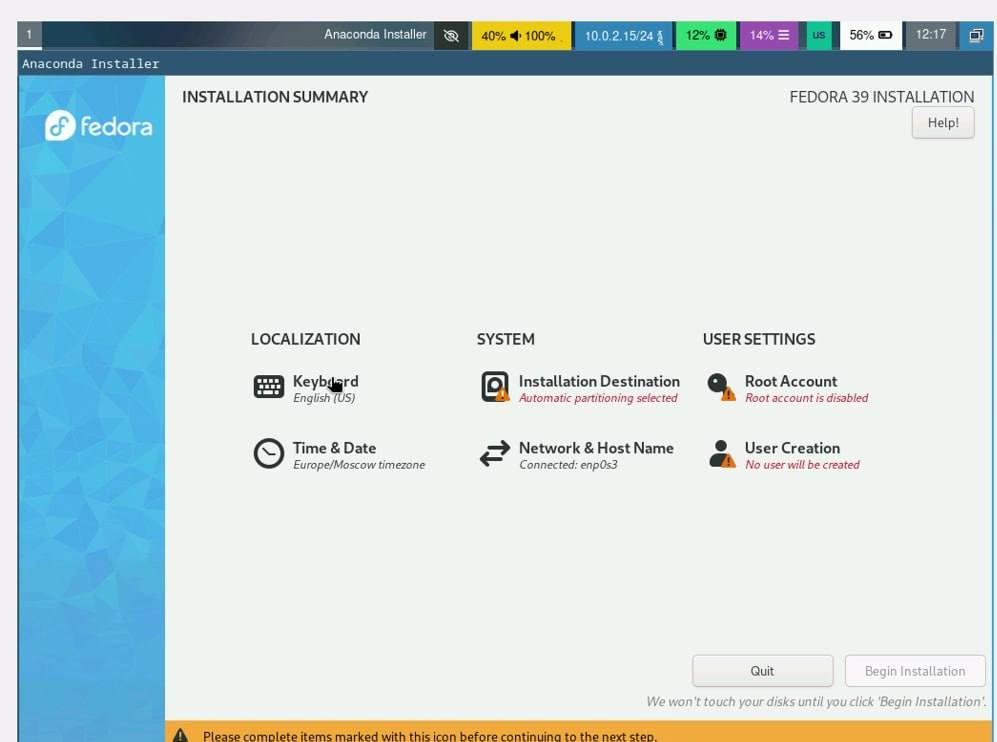 1 Anaconda Installer 40% 100% 10.0.2.15/24 12% 14% us 56% 12:17
Anaconda Installer
fedora
INSTALLATION SUMMARY
FEDORA 39 INSTALLATION
Help!
LOCALIZATION
Keyboard
English (US)
Time & Date
Europe/Moscow timezone
SYSTEM
Installation Destination
Automatic partitioning selected
Network & Host Name
Connected: enp0s3
USER SETTINGS
Root Account
Root account is disabled
User Creation
No user will be created
Quit
Begin Installation
We won't touch your disks until you click 'Begin Installation'.
Please complete items marked with this icon before continuing to the next step.